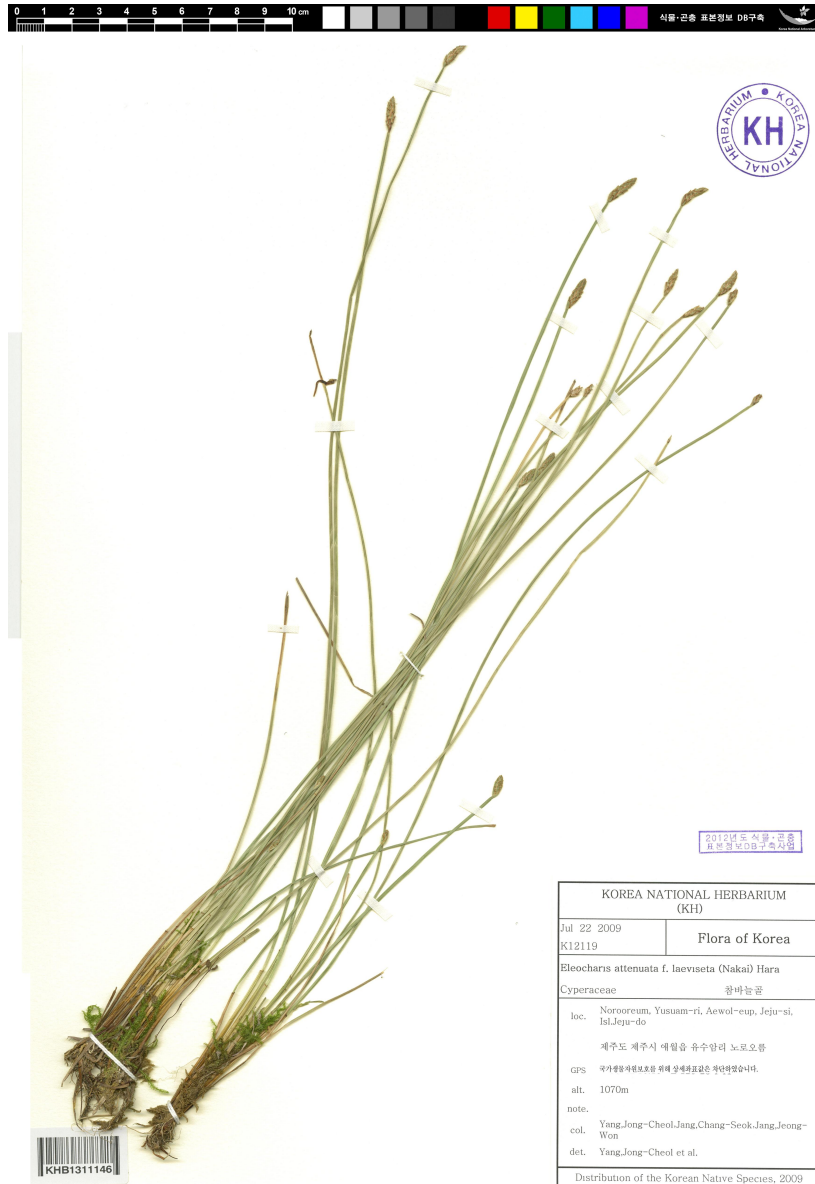 0 1 2 3 4 5 6 7 8 9 10 cm
식물·곤충 표본정보 DB구축
HERBARIUM ● KOREA NATIONAL
KH
2012년도 식물·곤충
표본정보DB구축사업
KOREA NATIONAL HERBARIUM
(KH)
Jul 22 2009
K12119
Flora of Korea
Eleocharis attenuata f. laeviseta (Nakai) Hara
Cyperaceae 참바늘골
loc. Norooreum, Yusuam-ri, Aewol-eup, Jeju-si,
Isl.Jeju-do
제주도 제주시 애월읍 유수암리 노로오름
GPS 국가생물자원보호를 위해 상세좌표값은 차단하였습니다.
alt. 1070m
note.
col. Yang,Jong-Cheol,Jang,Chang-Seok,Jang,Jeong-
Won
det. Yang,Jong-Cheol et al.
Distribution of the Korean Native Species, 2009
KHB1311146